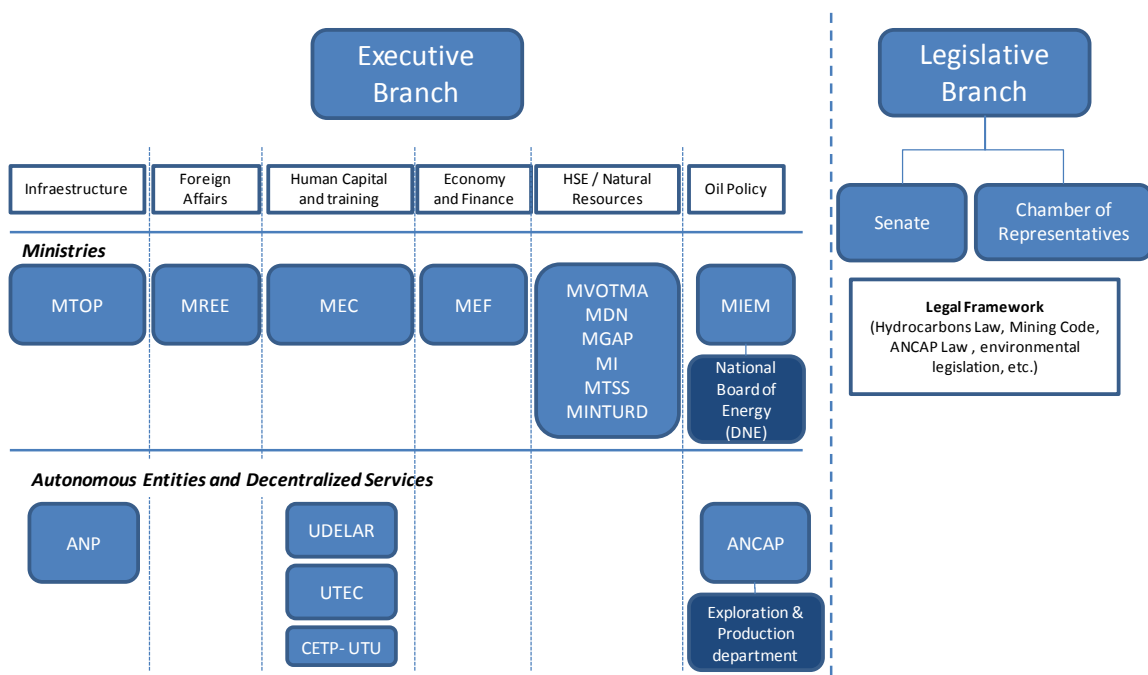 Executive
Branch
Legislative
Branch
Infraestructure
Foreign
Affairs
Human Capital
and training
Economy
and Finance
HSE / Natural
Resources
Oil Policy
Senate
Chamber of
Representatives
Ministries
MTOP
MREE
MEC
MEF
MVOTMA
MDN
MGAP
MI
MTSS
MINTURD
MIEM
National
Board of
Energy
(DNE)
Legal Framework
(Hydrocarbons Law, Mining Code,
ANCAP Law , environmental
legislation, etc.)
Autonomous Entities and Decentralized Services
ANP
UDELAR
UTEC
CETP- UTU
ANCAP
Exploration &
Production
department